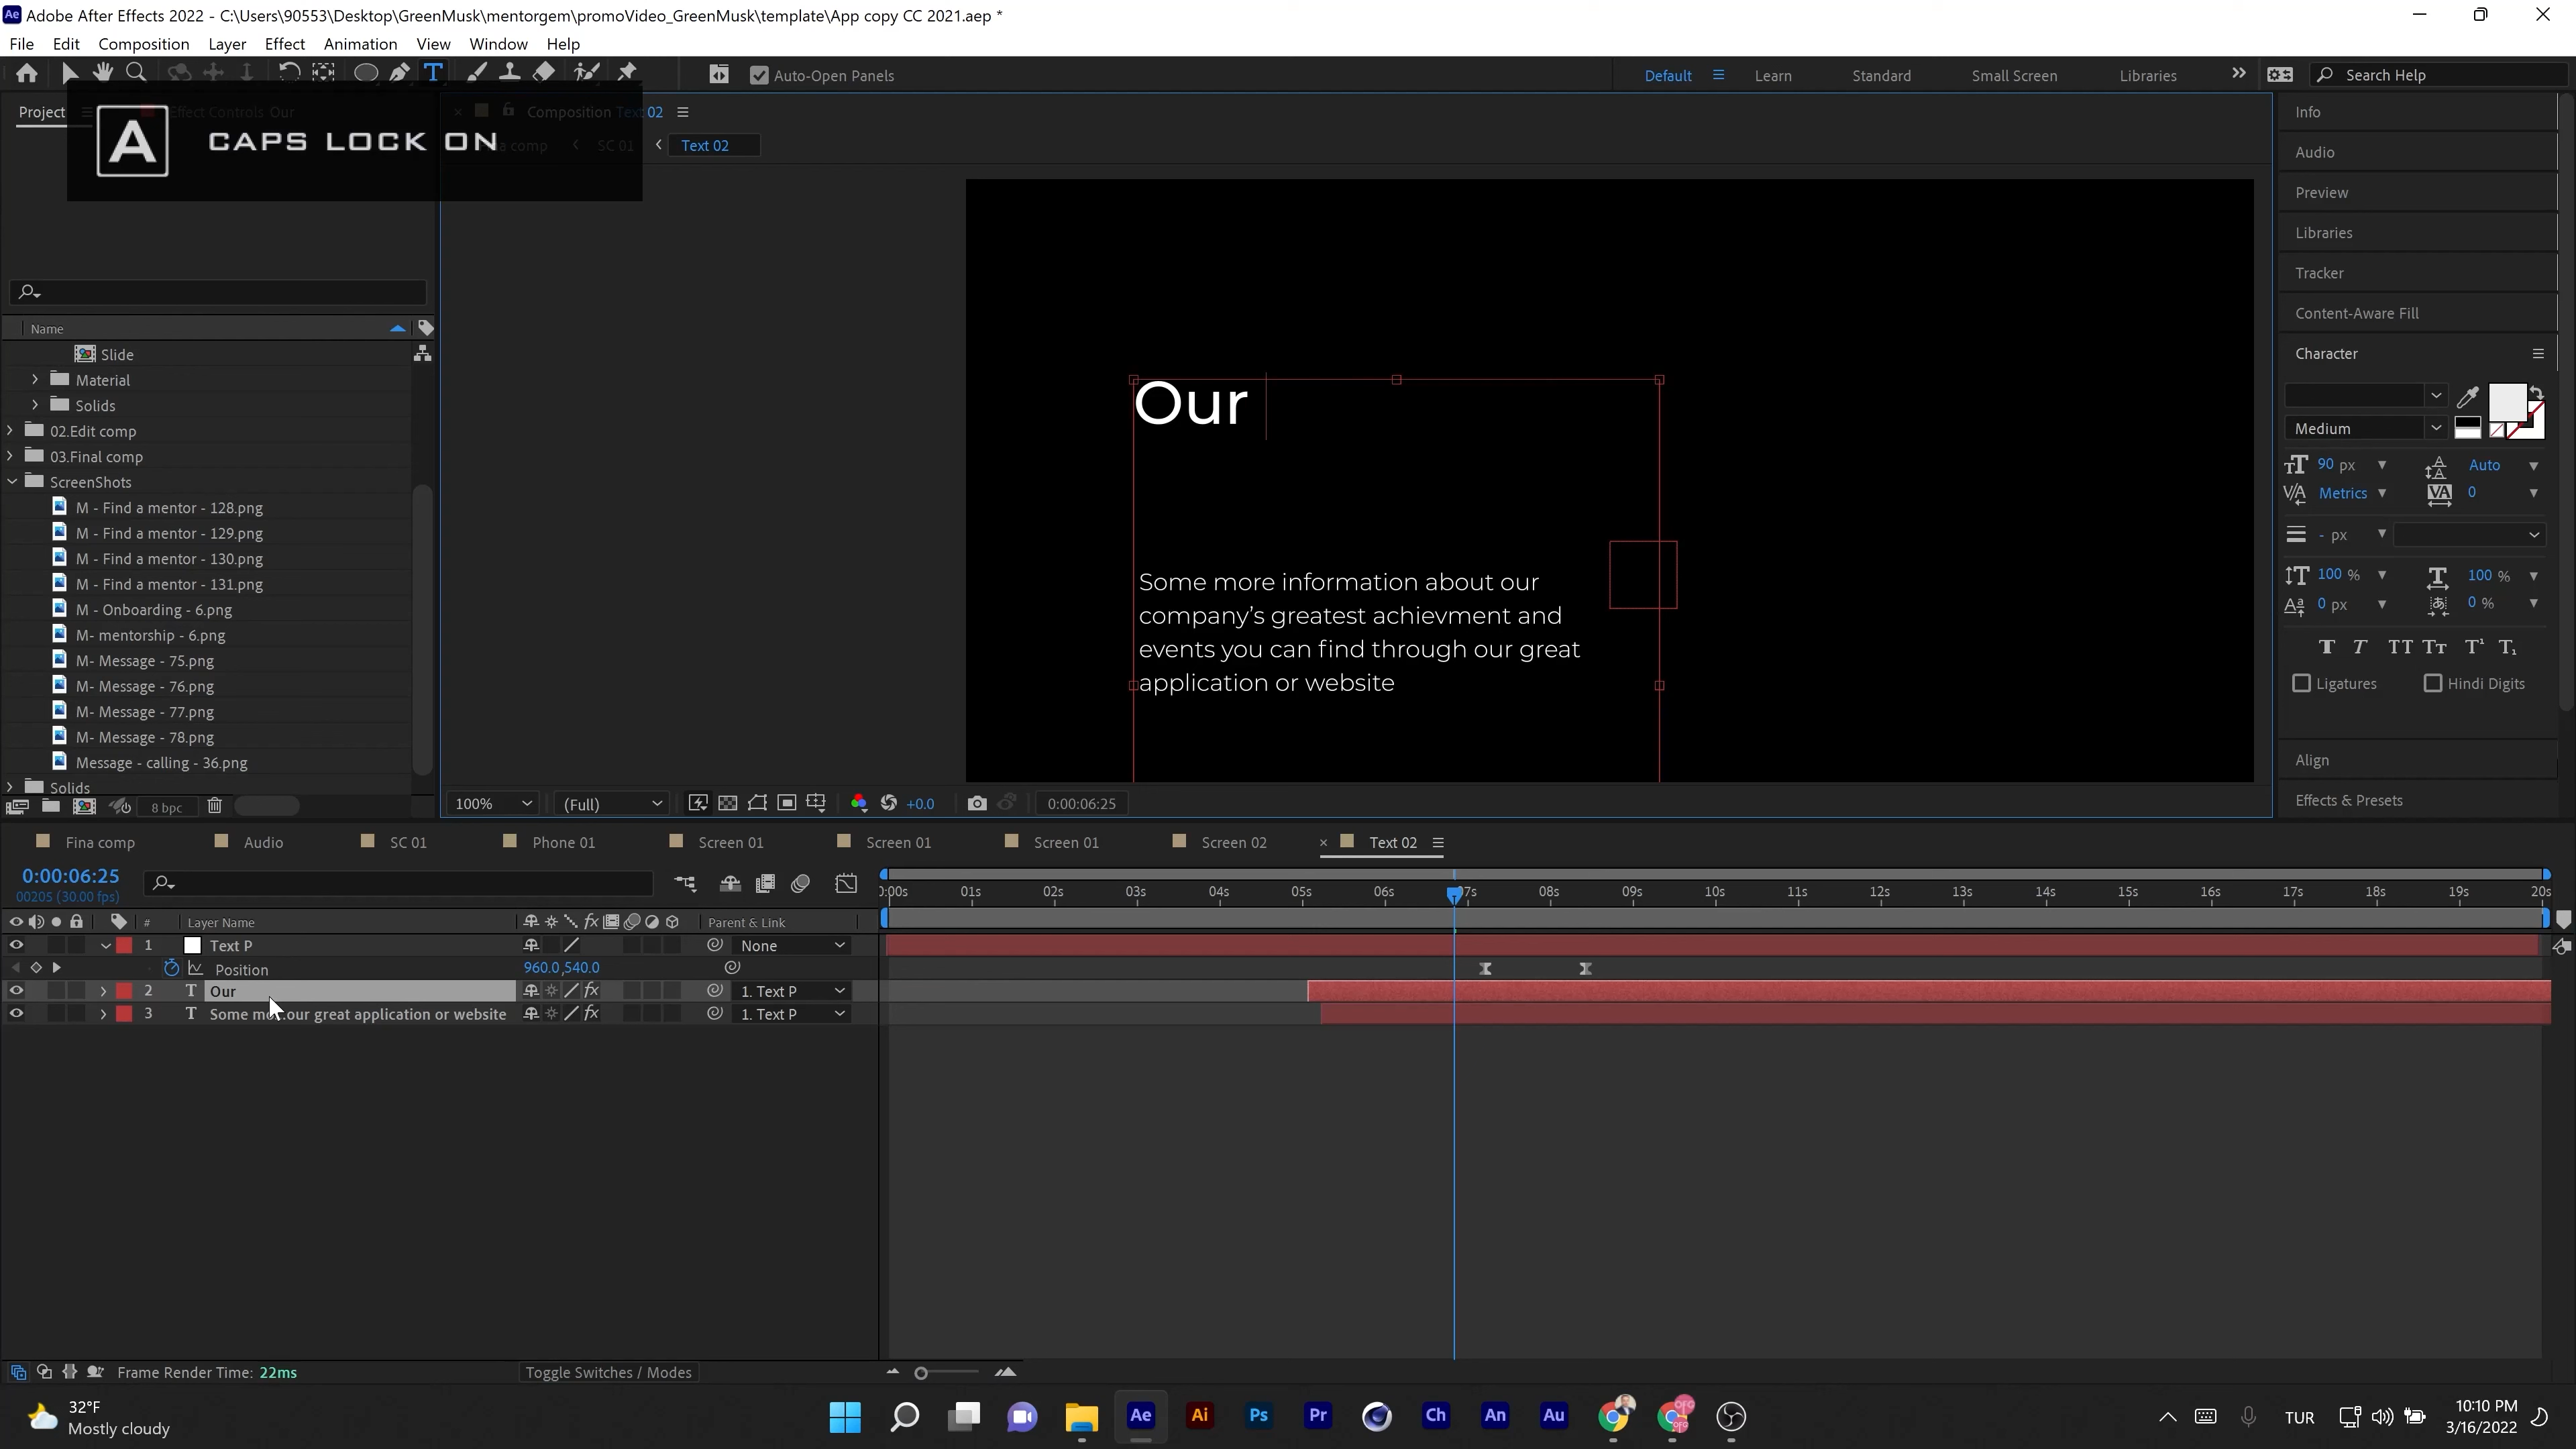 Adobe After Effects 2022 - C:\Users\90553\Desktop\GreenMusk\mentorgem\promoVideo_GreenMusk\template\App copy CC 2021.aep *
File Edit Composition Layer Effect Animation View Window Help
Auto-Open Panels
Default Learn Standard Small Screen Libraries Search Help
Project Effect Controls Our
A CAPS LOCK ON
Composition Text 02
comp SC 01 Text 02
Info
Audio
Preview
Libraries
Tracker
Content-Aware Fill
Character
Medium
90 px Auto
Metrics 0
- px
100 % 100 %
0 px 0 %
Ligatures Hindi Digits
Align
Effects & Presets
Name
Slide
Material
Solids
02.Edit comp
03.Final comp
ScreenShots
M - Find a mentor - 128.png
M - Find a mentor - 129.png
M - Find a mentor - 130.png
M - Find a mentor - 131.png
M - Onboarding - 6.png
M- mentorship - 6.png
M- Message - 75.png
M- Message - 76.png
M- Message - 77.png
M- Message - 78.png
Message - calling - 36.png
Solids
8 bpc
Our
Some more information about our
company's greatest achievment and
events you can find through our great
application or website
100% (Full) +0.0 0:00:06:25
Fina comp Audio SC 01 Phone 01 Screen 01 Screen 01 Screen 01 Screen 02 Text 02
0:00:06:25
00205 (30.00 fps)
):00s 01s 02s 03s 04s 05s 06s 07s 08s 09s 10s 11s 12s 13s 14s 15s 16s 17s 18s 19s 20s
# Layer Name Parent & Link
1 Text P None
Position 960.0,540.0
2 T Our 1. Text P
3 T Some mo...our great application or website 1. Text P
Frame Render Time: 22ms Toggle Switches / Modes
32°F
Mostly cloudy
Ae Ai Ps Pr Ch An Au
TUR
10:10 PM
3/16/2022